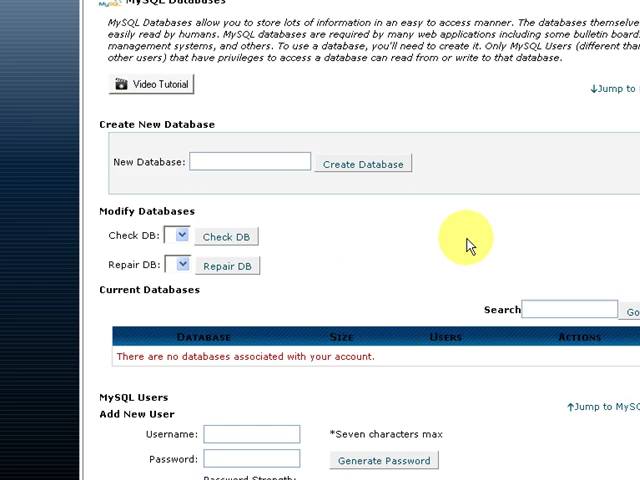 MySQL Databases
MySQL Databases allow you to store lots of information in an easy to access manner. The databases themselve
easily read by humans. MySQL databases are required by many web applications including some bulletin board
management systems, and others. To use a database, you'll need to create it. Only MySQL Users (different tha
other users) that have privileges to access a database can read from or write to that database.
Video Tutorial
↓Jump to
Create New Database
New Database: Create Database
Modify Databases
Check DB: Check DB
Repair DB: Repair DB
Current Databases
Search Go
DATABASE SIZE USERS ACTIONS
There are no databases associated with your account.
MySQL Users
↑Jump to MySQ
Add New User
Username: *Seven characters max
Password: Generate Password
Password Strength: